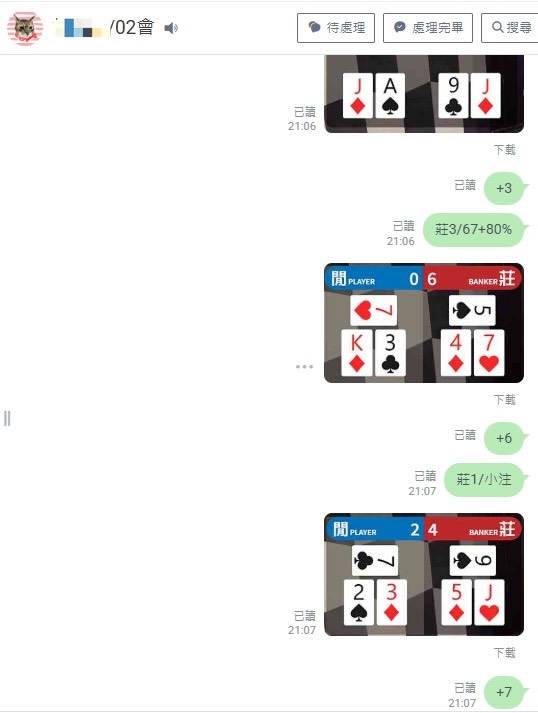 /02會
待處理
處理完畢
搜尋
J A 9 J
已讀
21:06
下載
已讀
+3
已讀
21:06
莊3/67+80%
閒 PLAYER 0 6 BANKER 莊
7 5
K 3 4 7
下載
已讀
+6
已讀
21:07
莊1/小注
閒 PLAYER 2 4 BANKER 莊
7 9
2 3 5 J
已讀
21:07
下載
已讀
21:07
+7